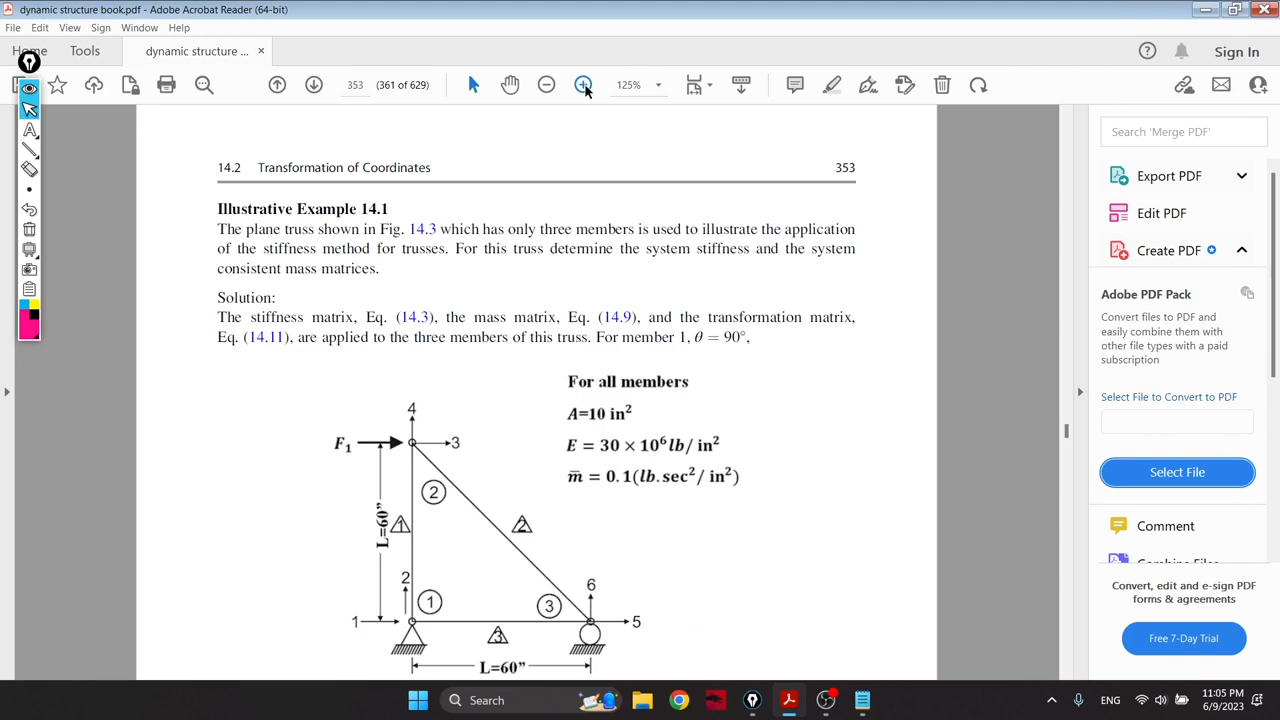 dynamic structure book.pdf - Adobe Acrobat Reader (64-bit)
File Edit View Sign Window Help
Home Tools dynamic structure ... ×
Sign In
353 (361 of 629) 125%
14.2 Transformation of Coordinates 353
Illustrative Example 14.1
The plane truss shown in Fig. 14.3 which has only three members is used to illustrate the application
of the stiffness method for trusses. For this truss determine the system stiffness and the system
consistent mass matrices.
Solution:
The stiffness matrix, Eq. (14.3), the mass matrix, Eq. (14.9), and the transformation matrix,
Eq. (14.11), are applied to the three members of this truss. For member 1, θ = 90°,
For all members
A=10 in²
E = 30 × 10⁶ lb/ in²
m̅ = 0.1(lb.sec²/ in²)
4
F₁
3
2
1
2
L=60”
2
6
1
3
1
5
3
L=60”
Search 'Merge PDF'
Export PDF
Edit PDF
Create PDF
Adobe PDF Pack
Convert files to PDF and
easily combine them with
other file types with a paid
subscription
Select File to Convert to PDF
Select File
Comment
Combine Files
Convert, edit and e-sign PDF
forms & agreements
Free 7-Day Trial
Search
ENG
11:05 PM
6/9/2023